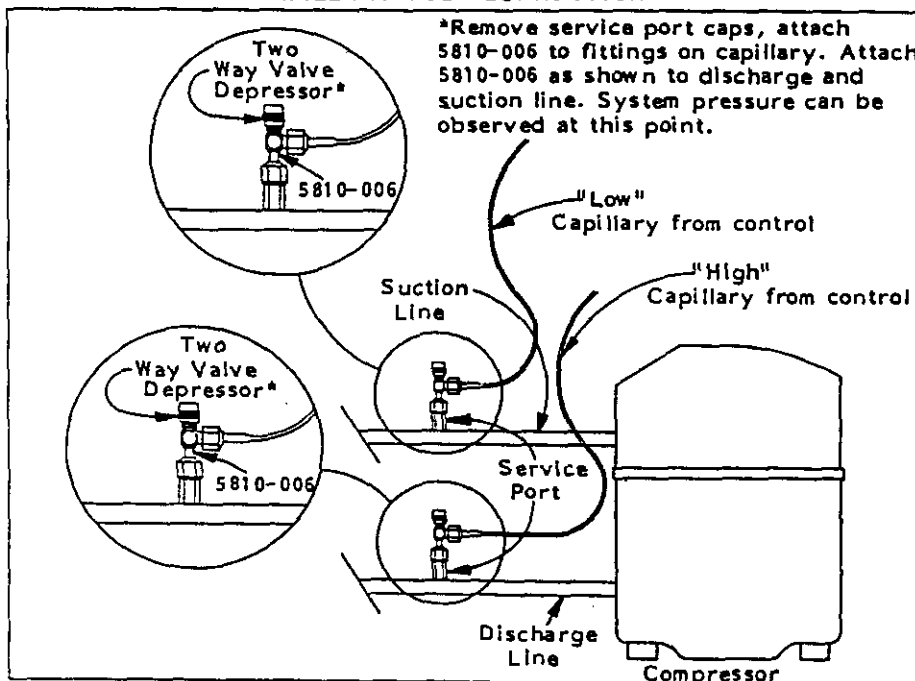 *Remove service port caps, attach
5810-006 to fittings on capillary. Attach
5810-006 as shown to discharge and
suction line. System pressure can be
observed at this point.
Two
Way Valve
Depressor*
5810-006
"Low"
Capillary from control
"High"
Capillary from control
Suction
Line
Two
Way Valve
Depressor*
5810-006
Service
Port
Discharge
Line
Compressor